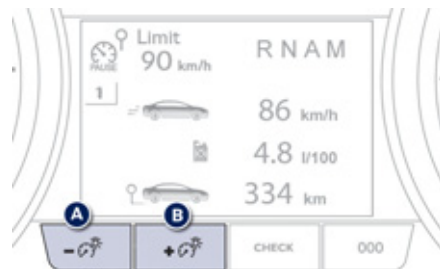 Limit
90 km/h
PAUSE
R N A M
1
86 km/h
4.8 l/100
334 km
A
B
-
+
CHECK
000